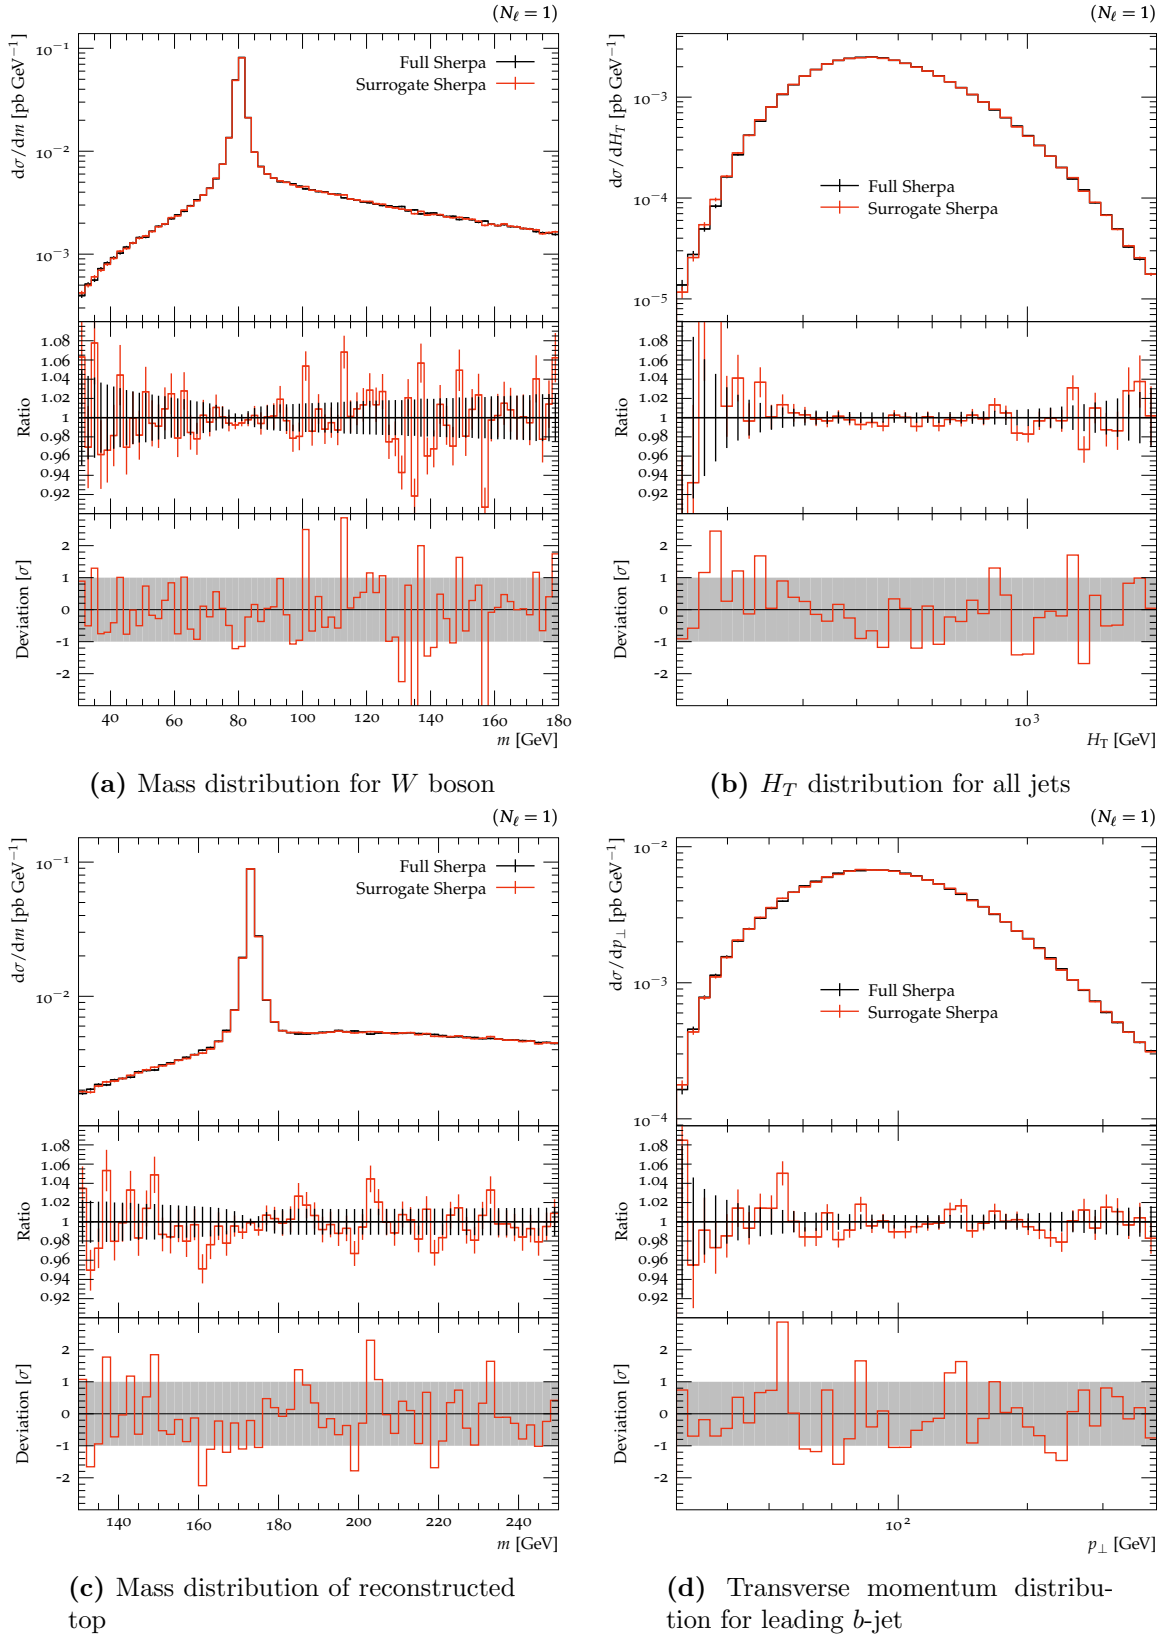 (Nℓ = 1)
dσ/dm [pb GeV⁻¹]
10⁻¹
10⁻²
10⁻³
Full Sherpa
Surrogate Sherpa
Ratio
1.08
1.06
1.04
1.02
1
0.98
0.96
0.94
0.92
Deviation [σ]
2
1
0
-1
-2
40 60 80 100 120 140 160 180
m [GeV]
(a) Mass distribution for W boson
(Nℓ = 1)
dσ/dH_T [pb GeV⁻¹]
10⁻³
10⁻⁴
10⁻⁵
Full Sherpa
Surrogate Sherpa
Ratio
1.08
1.06
1.04
1.02
1
0.98
0.96
0.94
0.92
Deviation [σ]
2
1
0
-1
-2
10³
H_T [GeV]
(b) H_T distribution for all jets
(Nℓ = 1)
dσ/dm [pb GeV⁻¹]
10⁻¹
10⁻²
Full Sherpa
Surrogate Sherpa
Ratio
1.08
1.06
1.04
1.02
1
0.98
0.96
0.94
0.92
Deviation [σ]
2
1
0
-1
-2
140 160 180 200 220 240
m [GeV]
(c) Mass distribution of reconstructed
top
(Nℓ = 1)
dσ/dp⊥ [pb GeV⁻¹]
10⁻²
10⁻³
10⁻⁴
Full Sherpa
Surrogate Sherpa
Ratio
1.08
1.06
1.04
1.02
1
0.98
0.96
0.94
0.92
Deviation [σ]
2
1
0
-1
-2
10²
p⊥ [GeV]
(d) Transverse momentum distribu-
tion for leading b-jet